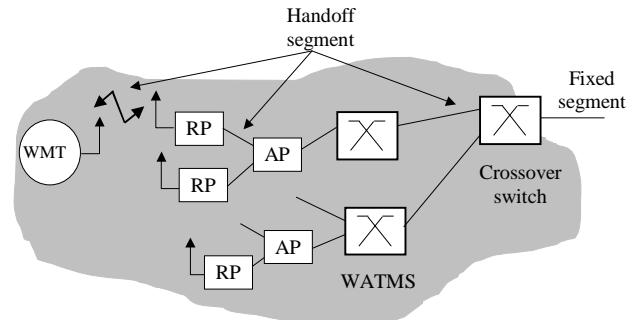 Handoff
segment
Fixed
segment
RP
WMT
AP
RP
Crossover
switch
AP
RP
WATMS